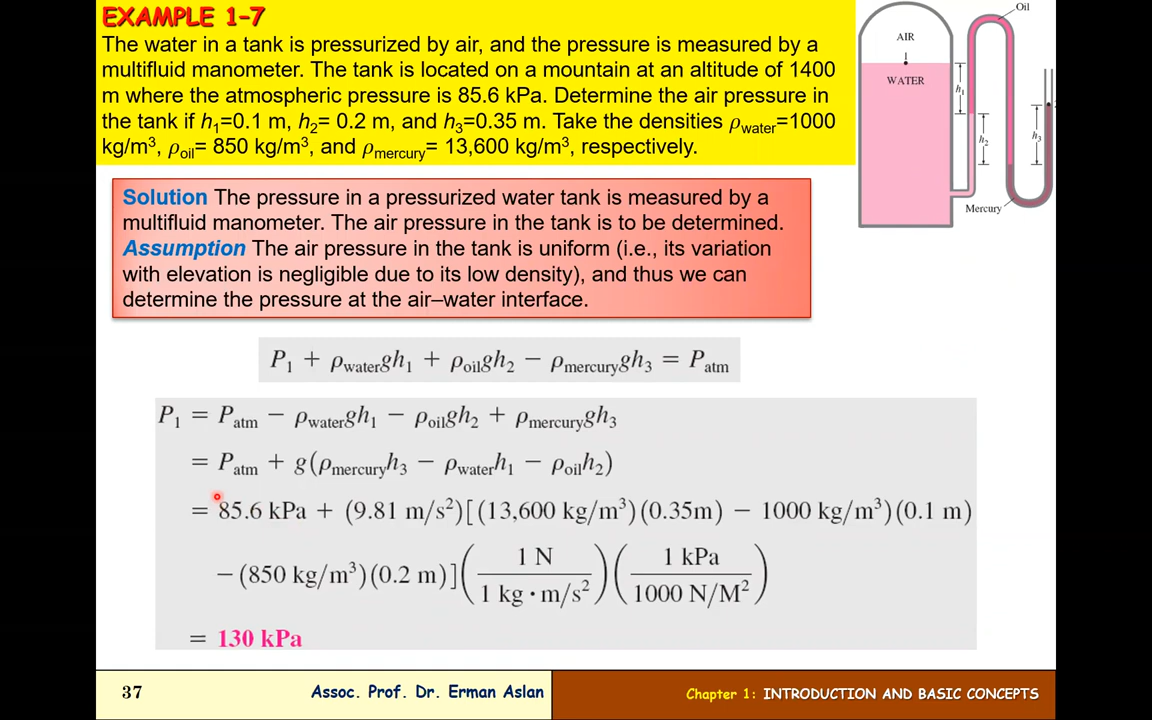 EXAMPLE 1–7
The water in a tank is pressurized by air, and the pressure is measured by a
multifluid manometer. The tank is located on a mountain at an altitude of 1400
m where the atmospheric pressure is 85.6 kPa. Determine the air pressure in
the tank if h₁=0.1 m, h₂= 0.2 m, and h₃=0.35 m. Take the densities ρwater=1000
kg/m³, ρoil= 850 kg/m³, and ρmercury= 13,600 kg/m³, respectively.
Oil
AIR
WATER
h₁
h₂
h₃
Mercury
Solution The pressure in a pressurized water tank is measured by a
multifluid manometer. The air pressure in the tank is to be determined.
Assumption The air pressure in the tank is uniform (i.e., its variation
with elevation is negligible due to its low density), and thus we can
determine the pressure at the air–water interface.
P₁ + ρwatergh₁ + ρoilgh₂ − ρmercurygh₃ = Patm
P₁ = Patm − ρwatergh₁ − ρoilgh₂ + ρmercurygh₃
= Patm + g(ρmercuryh₃ − ρwaterh₁ − ρoilh₂)
= 85.6 kPa + (9.81 m/s²)[(13,600 kg/m³)(0.35m) − 1000 kg/m³)(0.1 m)
− (850 kg/m³)(0.2 m)](1 N / 1 kg · m/s²)(1 kPa / 1000 N/M²)
= 130 kPa
37
Assoc. Prof. Dr. Erman Aslan
Chapter 1: INTRODUCTION AND BASIC CONCEPTS